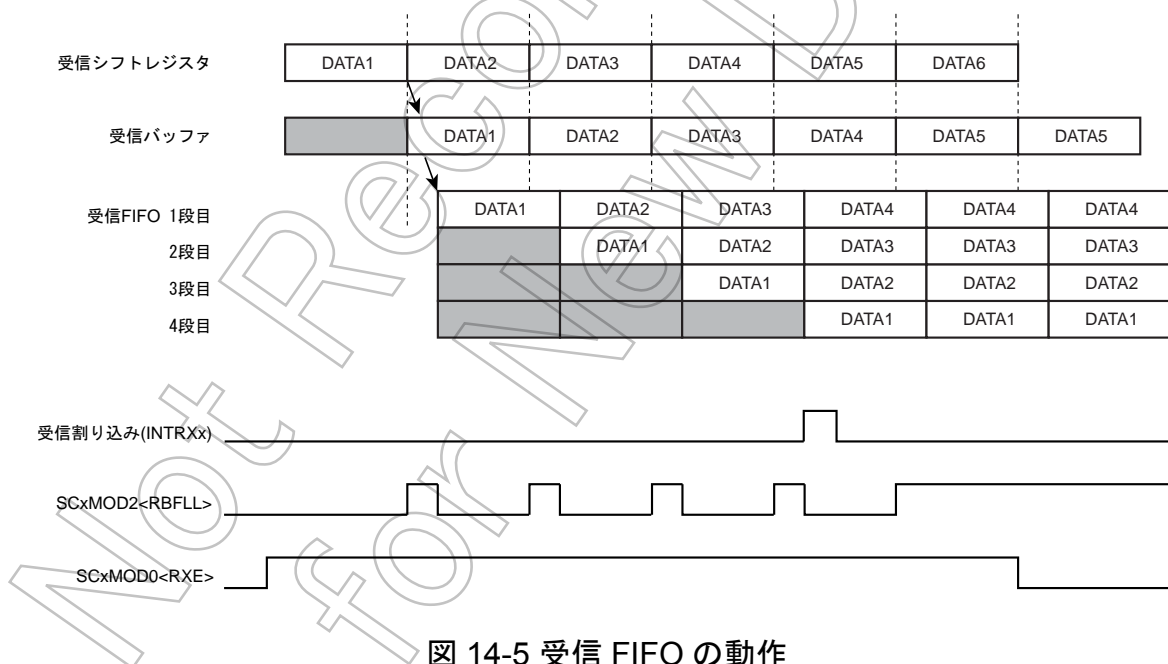 受信シフトレジスタ DATA1 DATA2 DATA3 DATA4 DATA5 DATA6
受信バッファ DATA1 DATA2 DATA3 DATA4 DATA5 DATA5
受信FIFO 1段目 DATA1 DATA2 DATA3 DATA4 DATA4 DATA4
2段目 DATA1 DATA2 DATA3 DATA3 DATA3
3段目 DATA1 DATA2 DATA2 DATA2
4段目 DATA1 DATA1 DATA1
受信割り込み(INTRXx)
SCxMOD2<RBFLL>
SCxMOD0<RXE>
図 14-5 受信 FIFO の動作
Not Recom
for New D